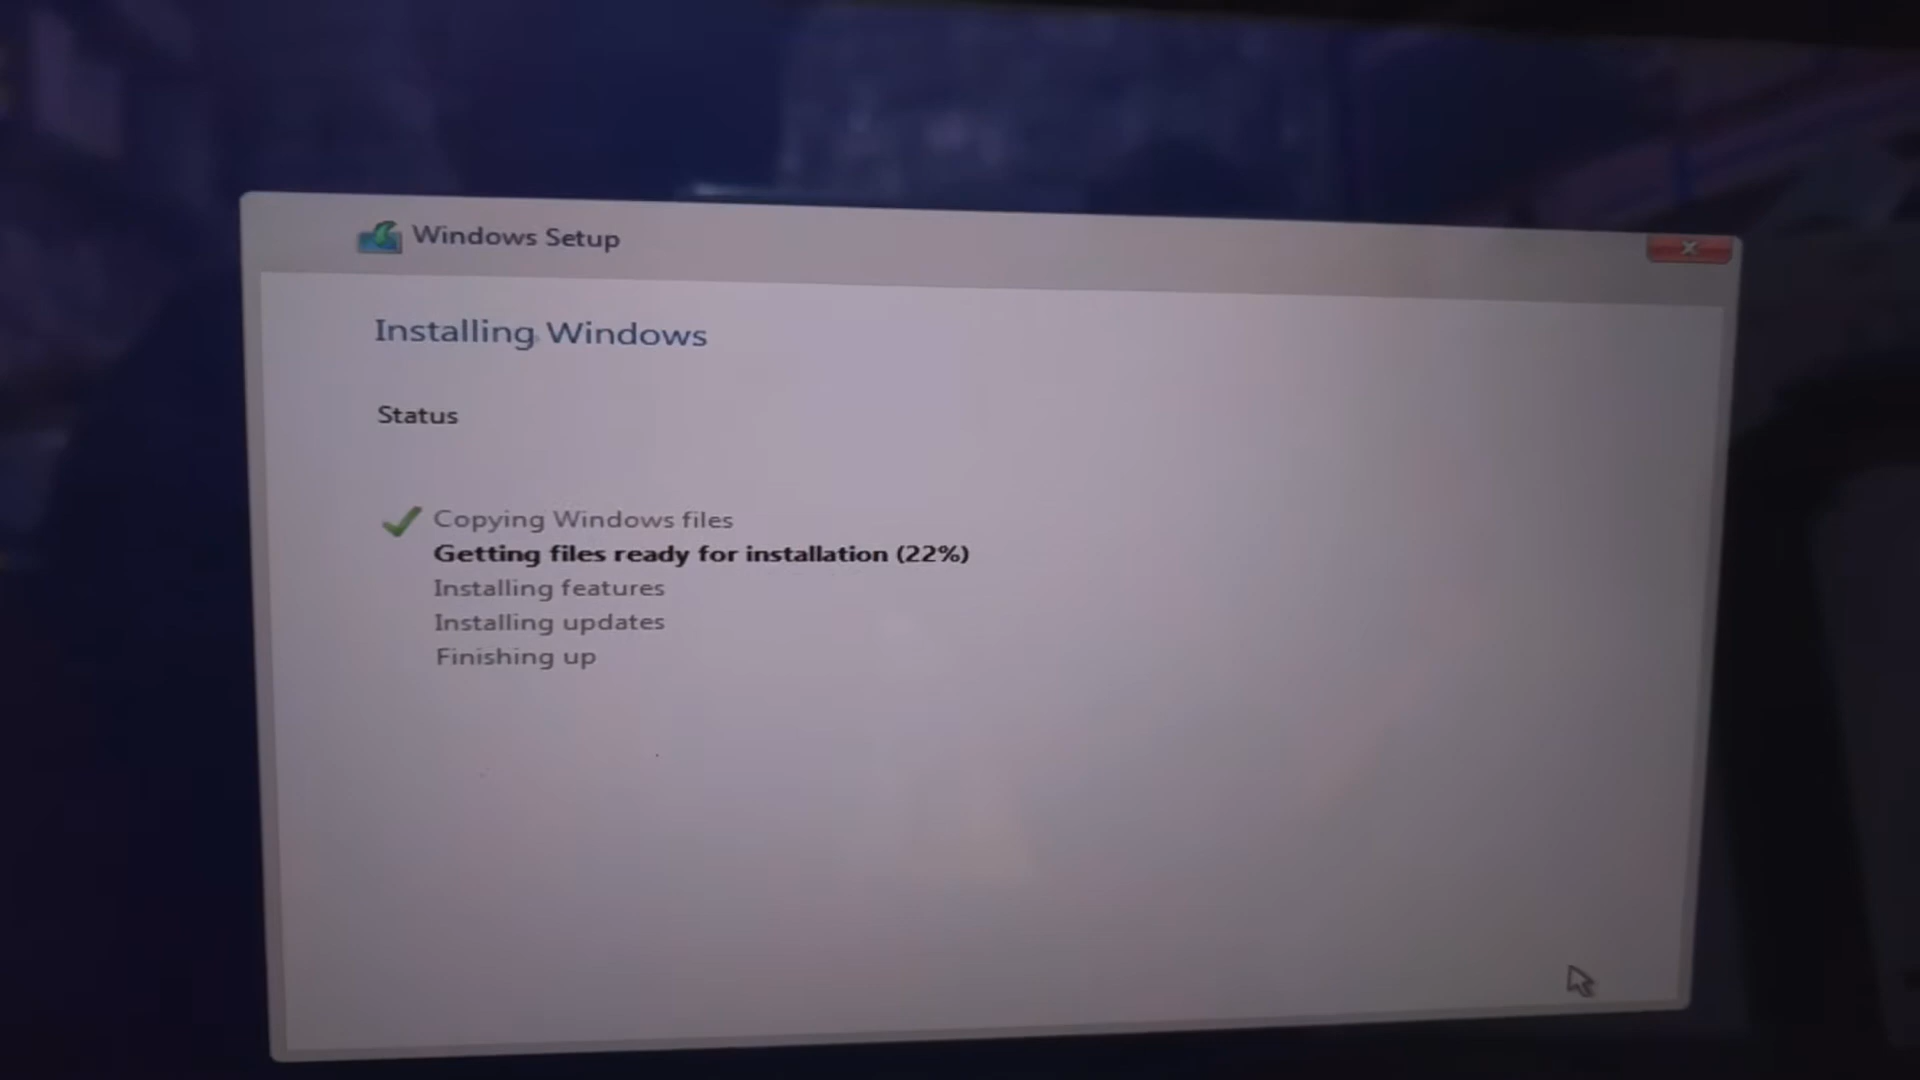 Windows Setup
Installing Windows
Status
Copying Windows files
Getting files ready for installation (22%)
Installing features
Installing updates
Finishing up